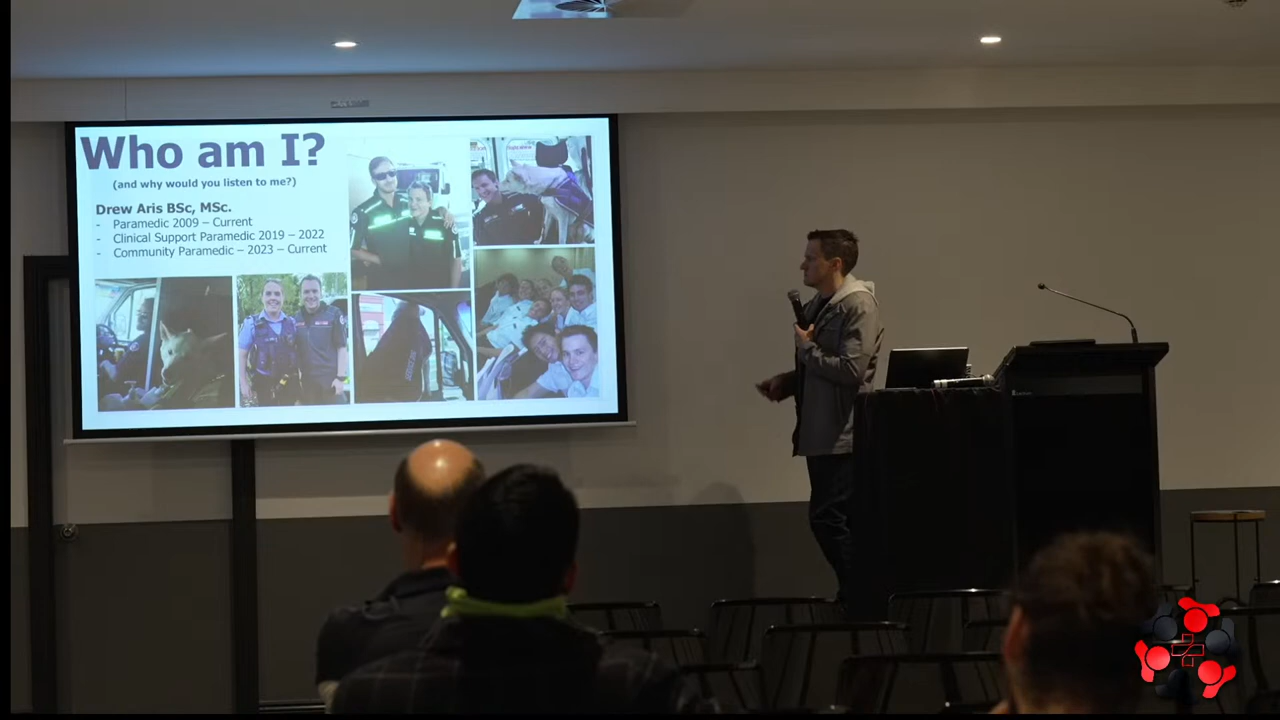 Who am I?
(and why would you listen to me?)
Drew Aris BSc, MSc.
- Paramedic 2009 – Current
- Clinical Support Paramedic 2019 – 2022
- Community Paramedic – 2023 – Current